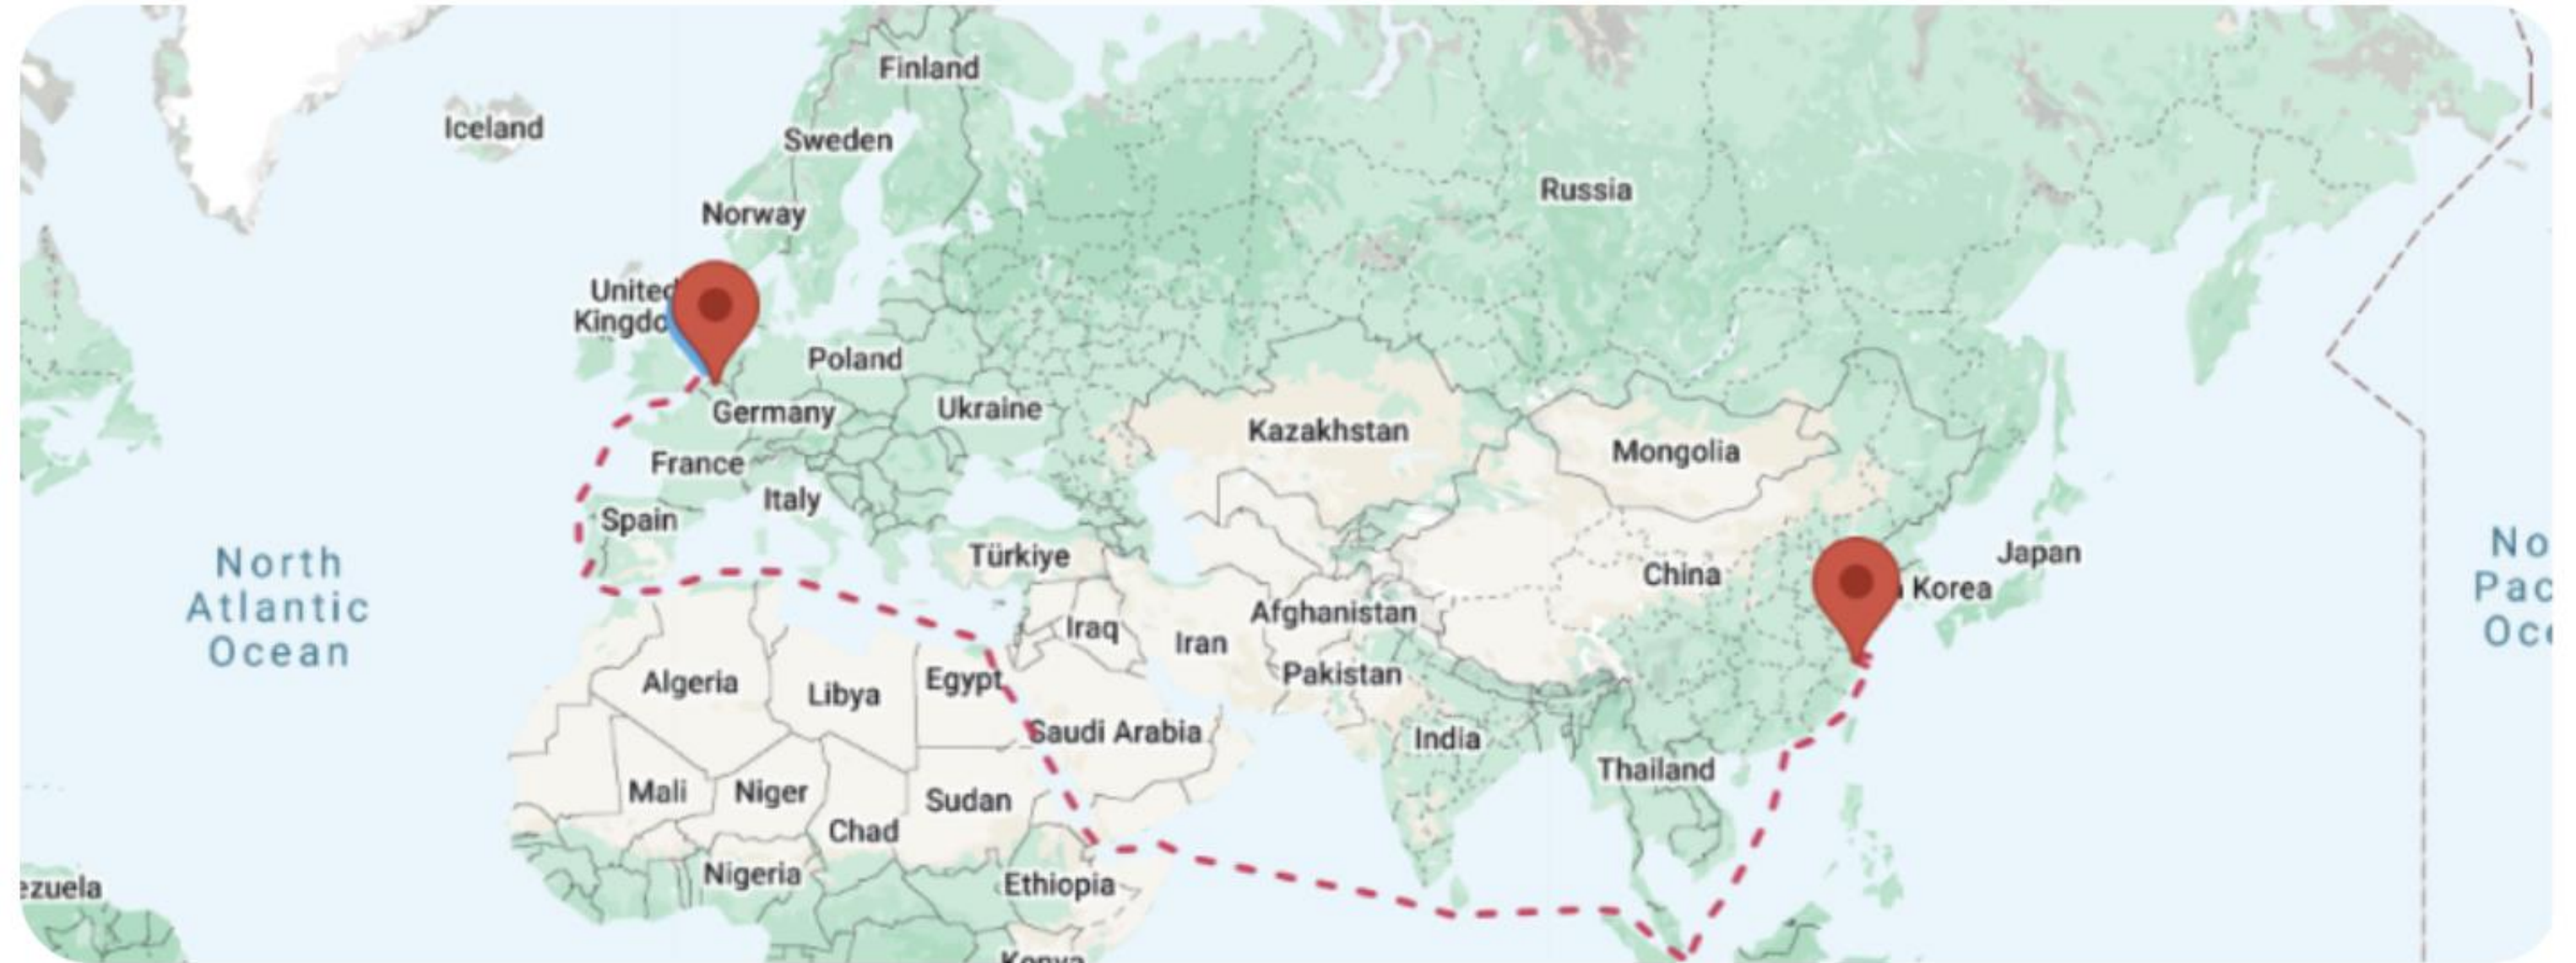 Finland
Iceland
Sweden
Russia
Norway
United
Kingdo
Poland
Germany
Ukraine
Kazakhstan
Mongolia
France
Italy
Spain
North
Atlantic
Ocean
Türkiye
China
Japan
Korea
No
Pac
Oce
Afghanistan
Iraq
Iran
Pakistan
Algeria
Libya
Egypt
Saudi Arabia
India
Thailand
Mali
Niger
Sudan
Chad
Nigeria
Ethiopia
ezuela
Kenya